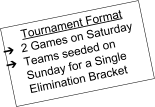 Tournament Format
➔ 2 Games on Saturday
➔ Teams seeded on
Sunday for a Single
Elimination Bracket